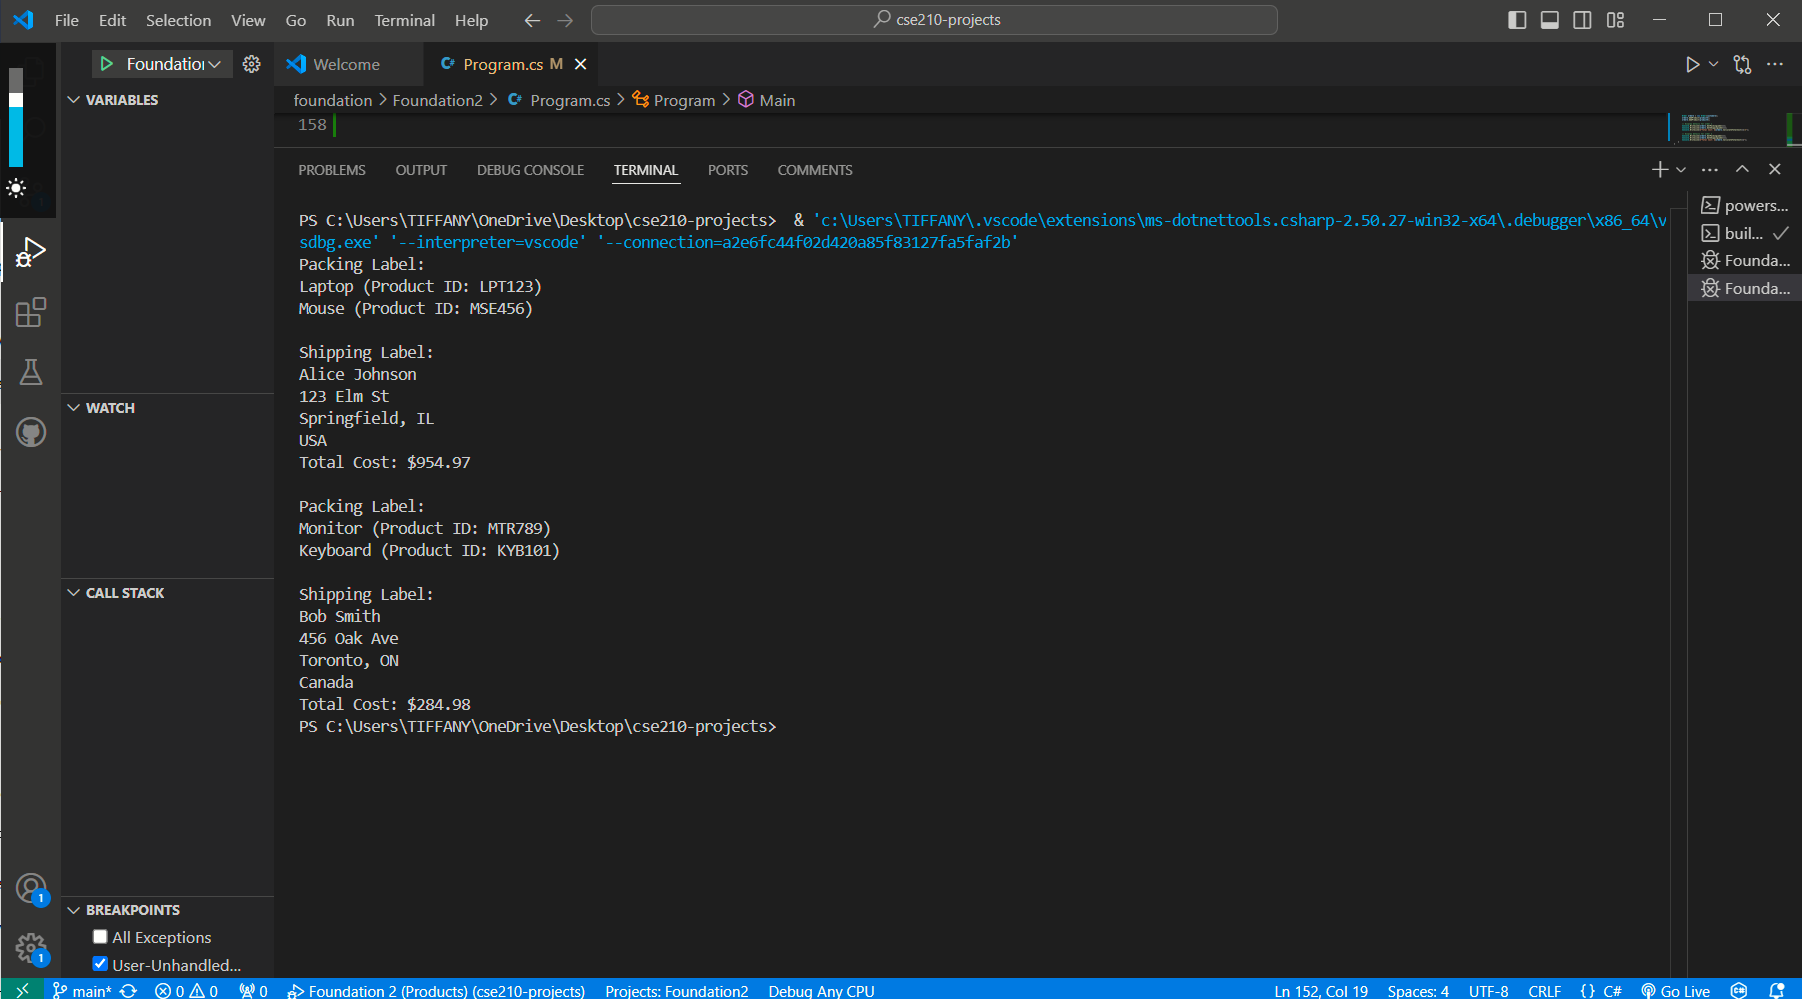 File Edit Selection View Go Run Terminal Help
cse210-projects
Foundation
Welcome
Program.cs M
VARIABLES
foundation > Foundation2 > Program.cs > Program > Main
158
PROBLEMS OUTPUT DEBUG CONSOLE TERMINAL PORTS COMMENTS
PS C:\Users\TIFFANY\OneDrive\Desktop\cse210-projects>  & 'c:\Users\TIFFANY\.vscode\extensions\ms-dotnettools.csharp-2.50.27-win32-x64\.debugger\x86_64\v
sdbg.exe' '--interpreter=vscode' '--connection=a2e6fc44f02d420a85f83127fa5faf2b'
Packing Label:
Laptop (Product ID: LPT123)
Mouse (Product ID: MSE456)
Shipping Label:
Alice Johnson
123 Elm St
Springfield, IL
USA
Total Cost: $954.97
Packing Label:
Monitor (Product ID: MTR789)
Keyboard (Product ID: KYB101)
Shipping Label:
Bob Smith
456 Oak Ave
Toronto, ON
Canada
Total Cost: $284.98
PS C:\Users\TIFFANY\OneDrive\Desktop\cse210-projects>
powers...
buil...
Founda...
Founda...
WATCH
CALL STACK
BREAKPOINTS
All Exceptions
User-Unhandled...
1
1
main* 0 0 0 Foundation 2 (Products) (cse210-projects) Projects: Foundation2 Debug Any CPU Ln 152, Col 19 Spaces: 4 UTF-8 CRLF {} C# Go Live